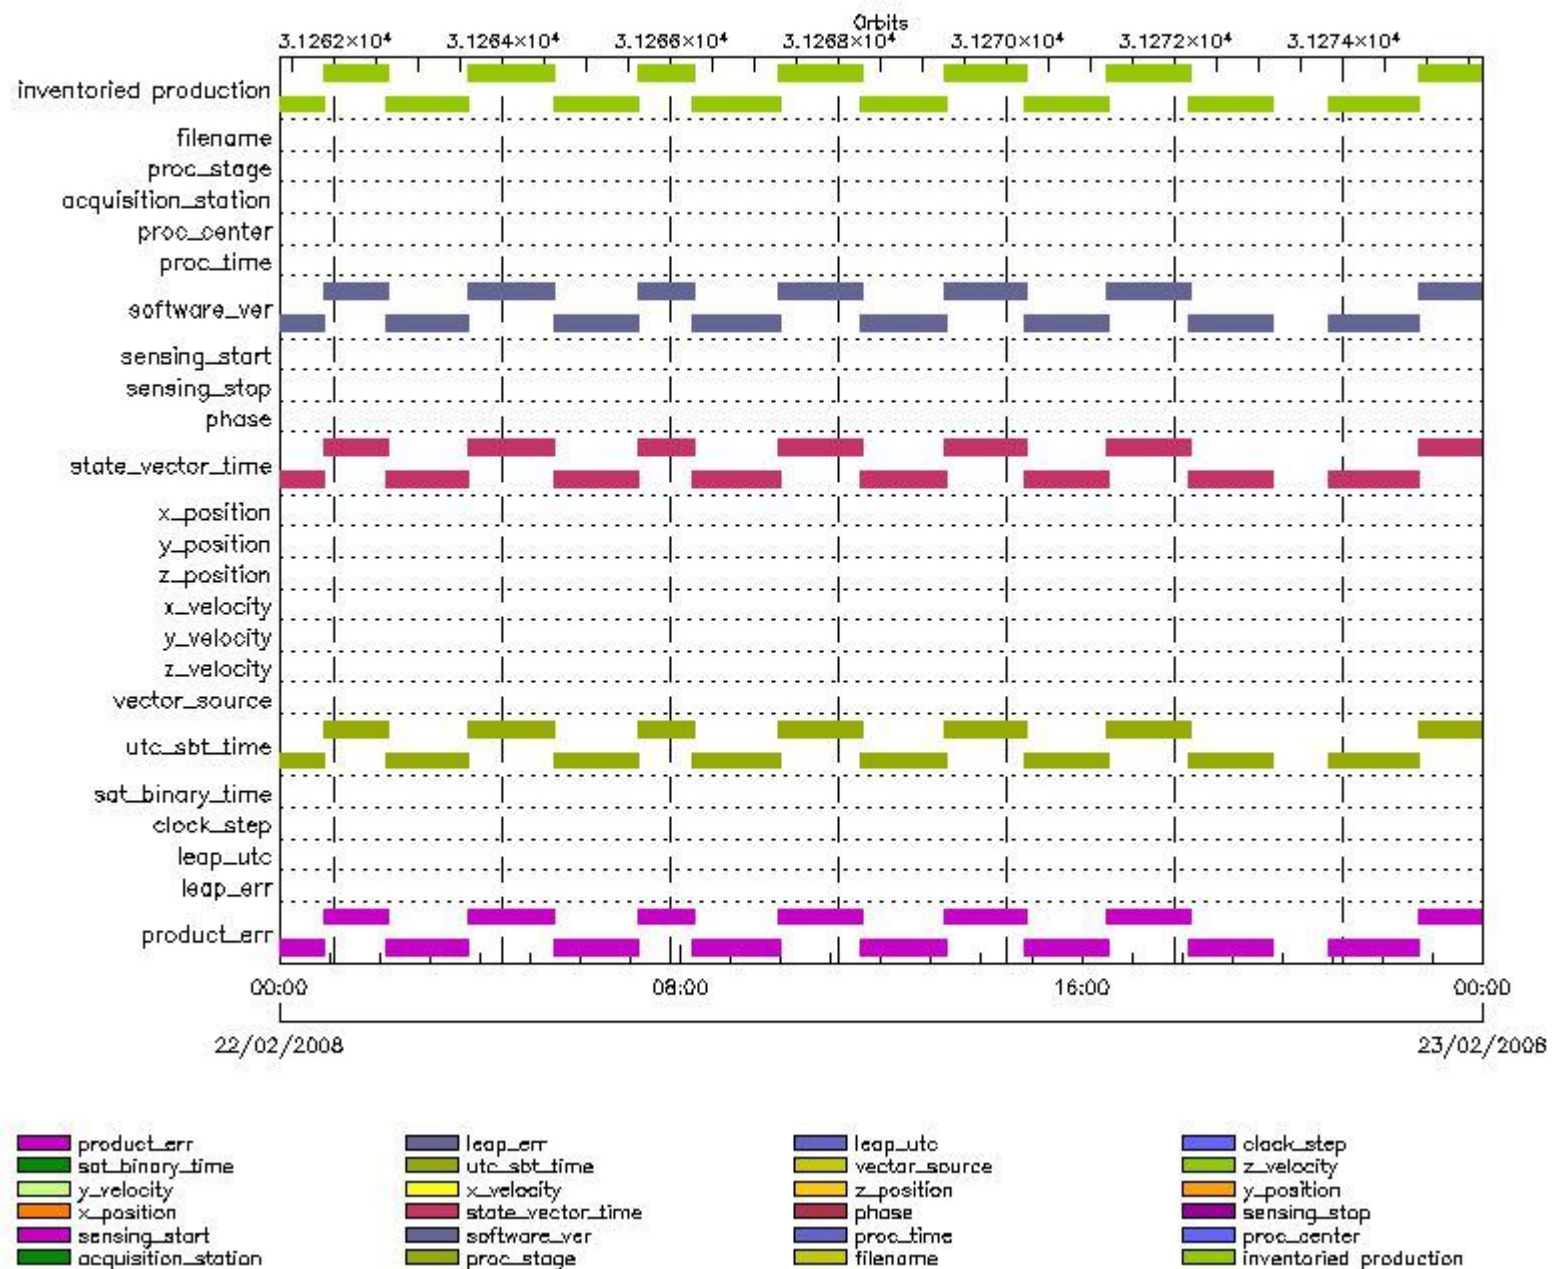 Orbits
3.1262×10⁴ 3.1264×10⁴ 3.1266×10⁴ 3.1268×10⁴ 3.1270×10⁴ 3.1272×10⁴ 3.1274×10⁴
inventoried production
filename
proc_stage
acquisition_station
proc_center
proc_time
software_ver
sensing_start
sensing_stop
phase
state_vector_time
x_position
y_position
z_position
x_velocity
y_velocity
z_velocity
vector_source
utc_sbt_time
sat_binary_time
clock_step
leap_utc
leap_err
product_err
00:00 08:00 16:00 00:00
22/02/2008 23/02/2008
product_err leap_err leap_utc clock_step
sat_binary_time utc_sbt_time vector_source z_velocity
y_velocity x_velocity z_position y_position
x_position state_vector_time phase sensing_stop
sensing_start software_ver proc_time proc_center
acquisition_station proc_stage filename inventoried production